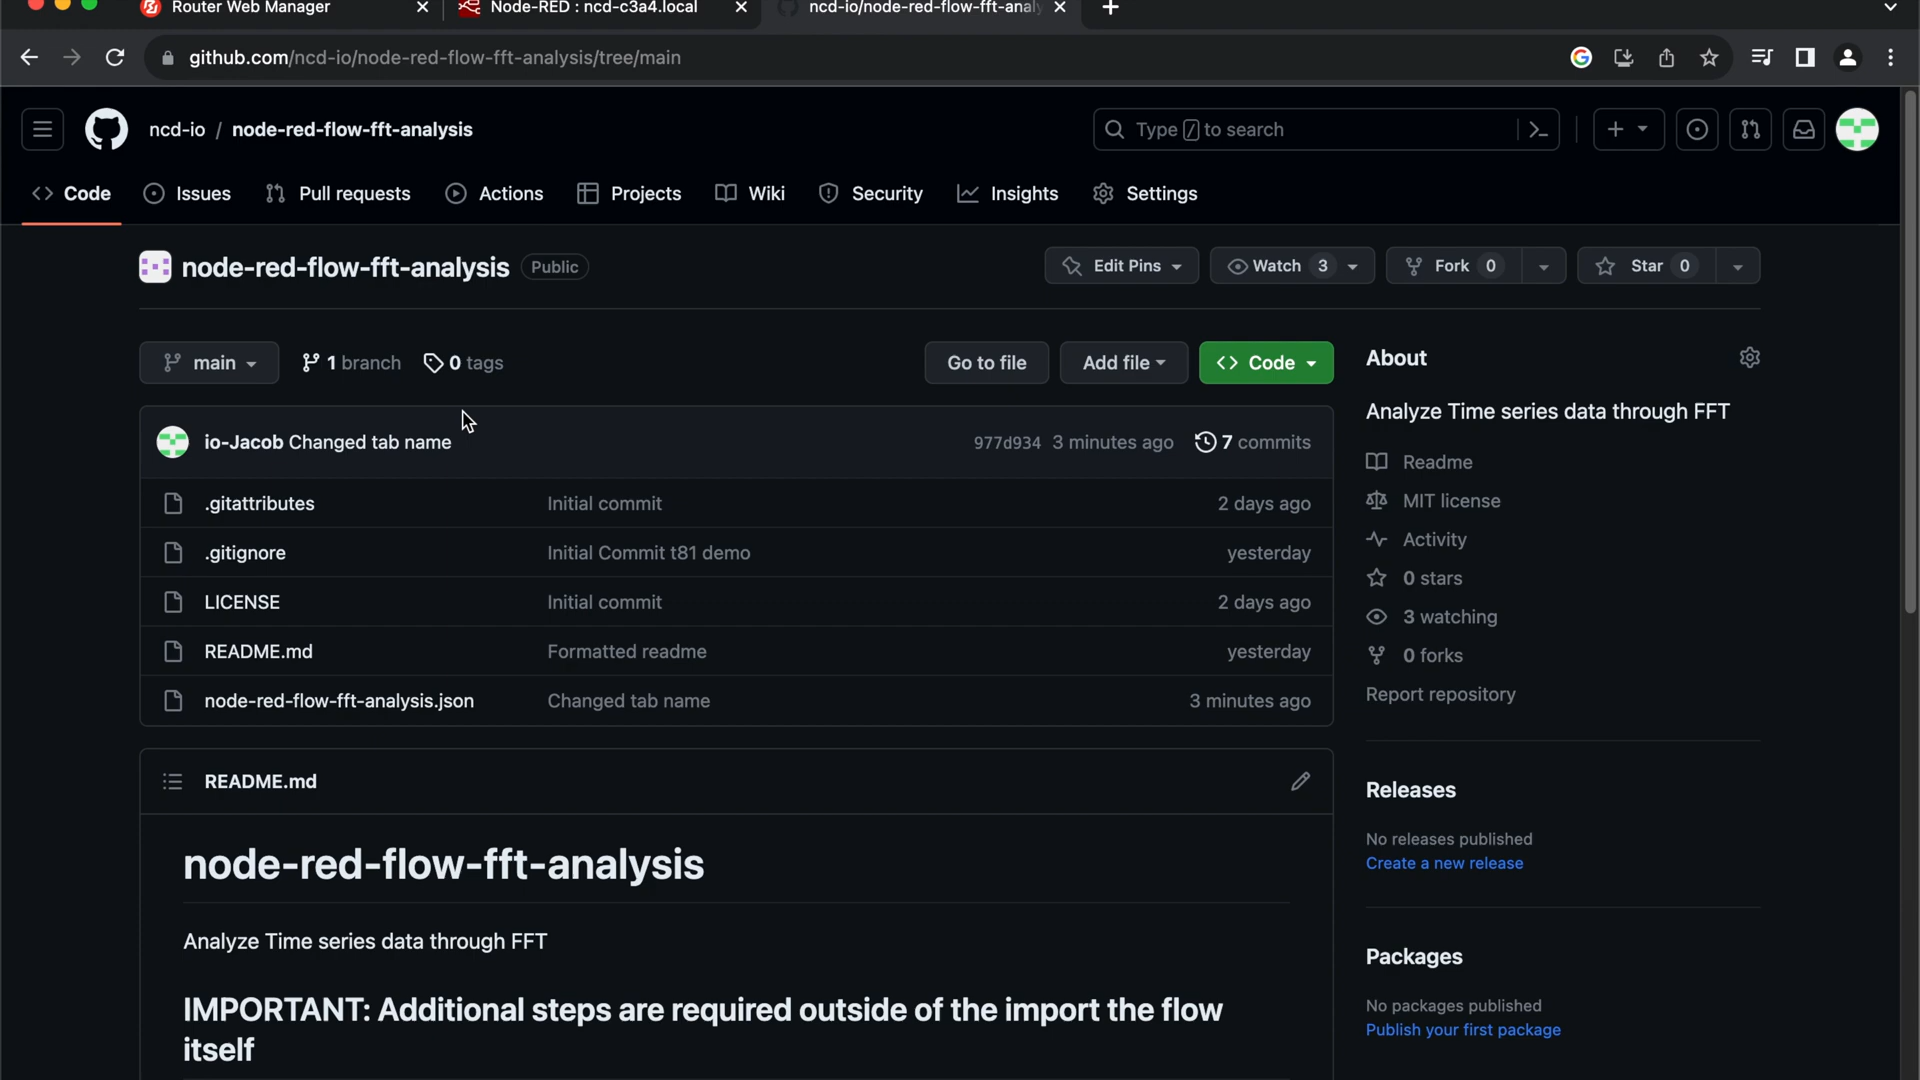 Router Web Manager
Node-RED : ncd-c3a4.local
ncd-io/node-red-flow-fft-analy
github.com/ncd-io/node-red-flow-fft-analysis/tree/main
ncd-io / node-red-flow-fft-analysis
Type / to search
Code
Issues
Pull requests
Actions
Projects
Wiki
Security
Insights
Settings
node-red-flow-fft-analysis Public
Edit Pins
Watch 3
Fork 0
Star 0
main
1 branch
0 tags
Go to file
Add file
Code
io-Jacob Changed tab name 977d934 3 minutes ago 7 commits
.gitattributes Initial commit 2 days ago
.gitignore Initial Commit t81 demo yesterday
LICENSE Initial commit 2 days ago
README.md Formatted readme yesterday
node-red-flow-fft-analysis.json Changed tab name 3 minutes ago
README.md
node-red-flow-fft-analysis
Analyze Time series data through FFT
IMPORTANT: Additional steps are required outside of the import the flow
itself
About
Analyze Time series data through FFT
Readme
MIT license
Activity
0 stars
3 watching
0 forks
Report repository
Releases
No releases published
Create a new release
Packages
No packages published
Publish your first package